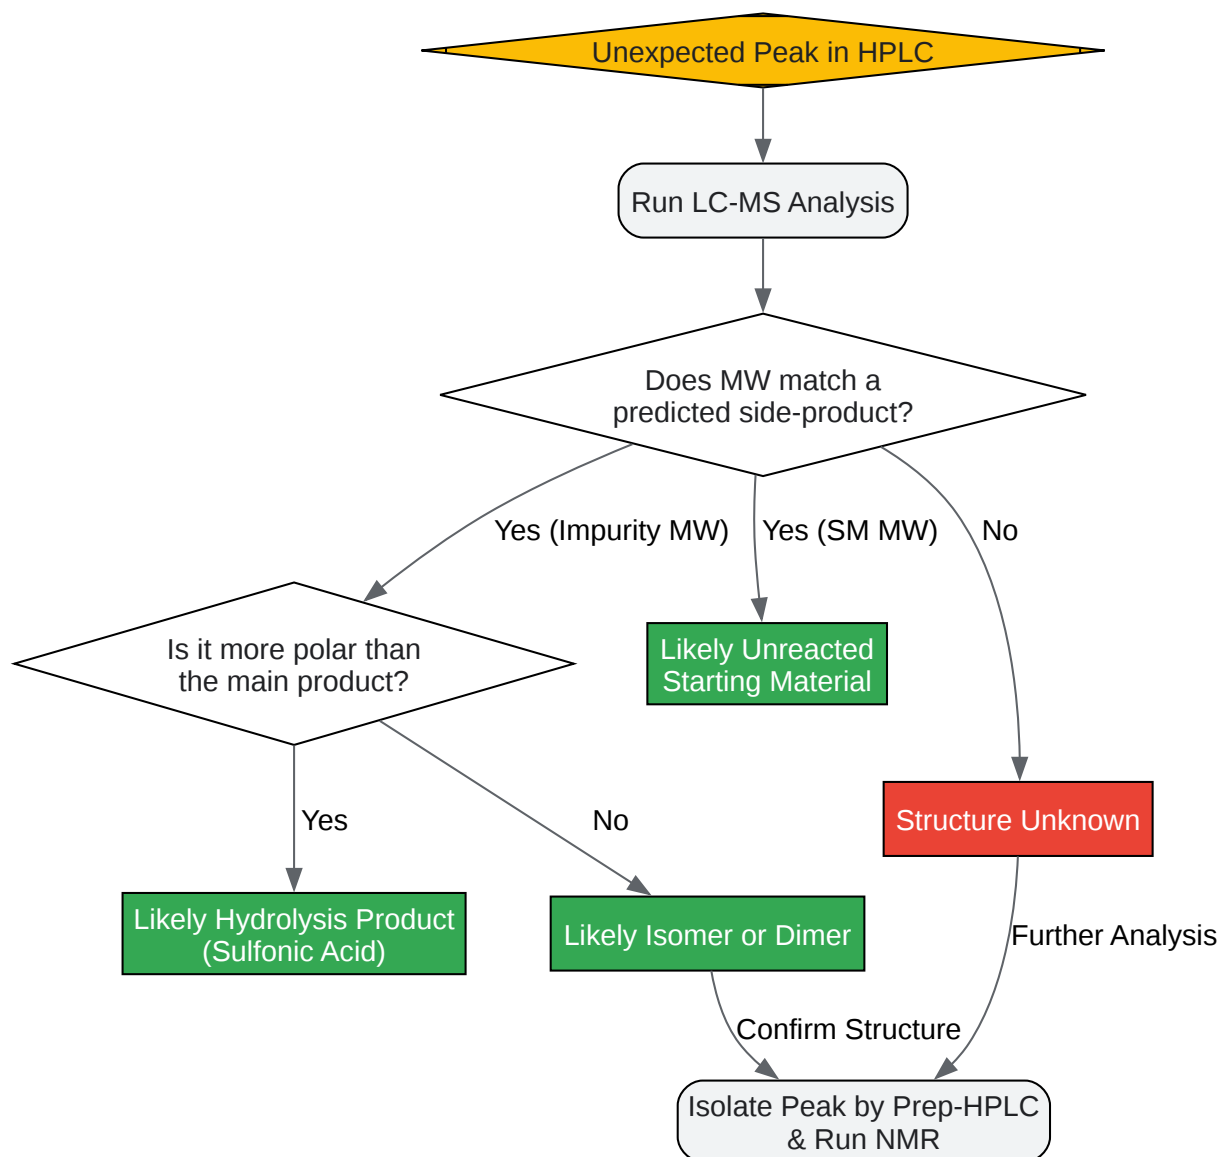 Unexpected Peak in HPLC
Run LC-MS Analysis
Does MW match a
predicted side-product?
Yes (Impurity MW)
Yes (SM MW)
No
Is it more polar than
the main product?
Likely Unreacted
Starting Material
Yes
No
Structure Unknown
Likely Hydrolysis Product
(Sulfonic Acid)
Likely Isomer or Dimer
Further Analysis
Confirm Structure
Isolate Peak by Prep-HPLC
& Run NMR